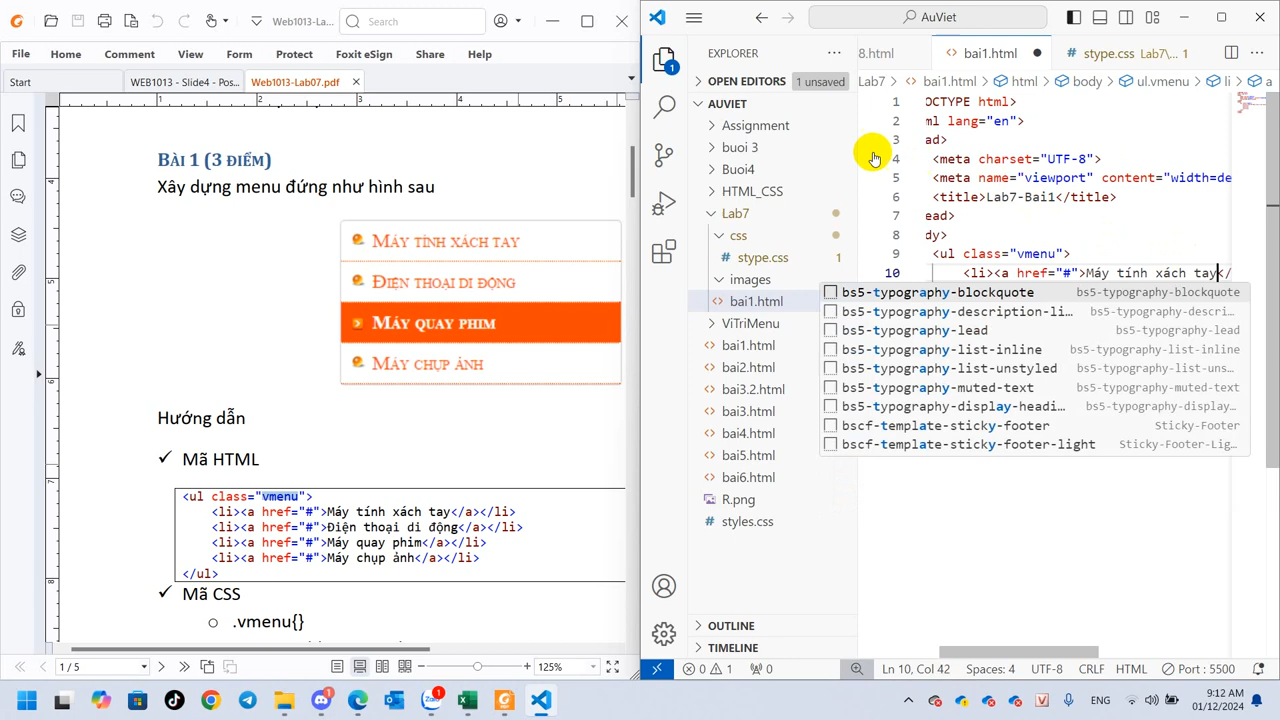 Web1013-La...
Search
File
Home
Comment
View
Form
Protect
Foxit eSign
Share
Help
Start
WEB1013 - Slide4 - Pos...
Web1013-Lab07.pdf
2
3
4
5
BÀI 1 (3 ĐIỂM)
Xây dựng menu đứng như hình sau
MÁY TÍNH XÁCH TAY
ĐIỆN THOẠI DI ĐỘNG
MÁY QUAY PHIM
MÁY CHỤP ẢNH
Hướng dẫn
Mã HTML
<ul class="vmenu">
<li><a href="#">Máy tính xách tay</a></li>
<li><a href="#">Điện thoại di động</a></li>
<li><a href="#">Máy quay phim</a></li>
<li><a href="#">Máy chụp ảnh</a></li>
</ul>
Mã CSS
.vmenu{}
1 / 5
125%
AuViet
EXPLORER
8.html
bai1.html
stype.css Lab7\... 1
OPEN EDITORS
1 unsaved
Lab7 > bai1.html > html > body > ul.vmenu > li > a
AUVIET
Assignment
buoi 3
Buoi4
HTML_CSS
Lab7
css
stype.css 1
images
bai1.html
ViTriMenu
bai1.html
bai2.html
bai3.2.html
bai3.html
bai4.html
bai5.html
bai6.html
R.png
styles.css
OUTLINE
TIMELINE
1 OCTYPE html>
2 ml lang="en">
3 ad>
4 <meta charset="UTF-8">
5 <meta name="viewport" content="width=de
6 <title>Lab7-Bai1</title>
7 ead>
8 dy>
9 <ul class="vmenu">
10 <li><a href="#">Máy tính xách tay</
bs5-typography-blockquote bs5-typography-blockquote
bs5-typography-description-li... bs5-typography-descri...
bs5-typography-lead bs5-typography-lead
bs5-typography-list-inline bs5-typography-list-inline
bs5-typography-list-unstyled bs5-typography-list-uns...
bs5-typography-muted-text bs5-typography-muted-text
bs5-typography-display-headi... bs5-typography-display...
bscf-template-sticky-footer Sticky-Footer
bscf-template-sticky-footer-light Sticky-Footer-Lig...
0 1 0 Ln 10, Col 42 Spaces: 4 UTF-8 CRLF HTML Port : 5500
ENG
9:12 AM
01/12/2024